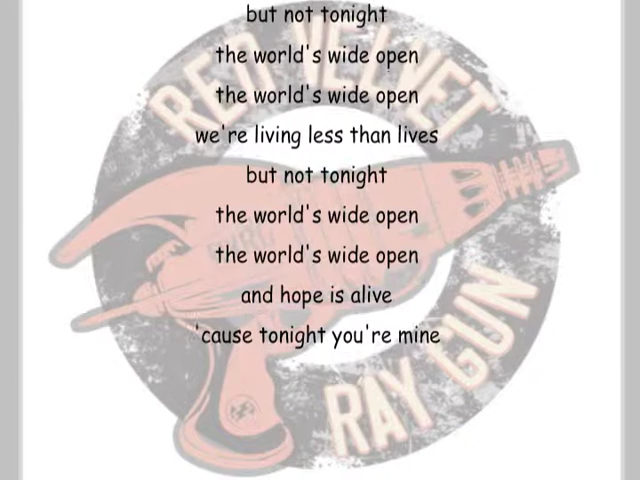 but not tonight
the world's wide open
the world's wide open
we're living less than lives
but not tonight
the world's wide open
the world's wide open
and hope is alive
'cause tonight you're mine
RED VELVET
RAY GUN